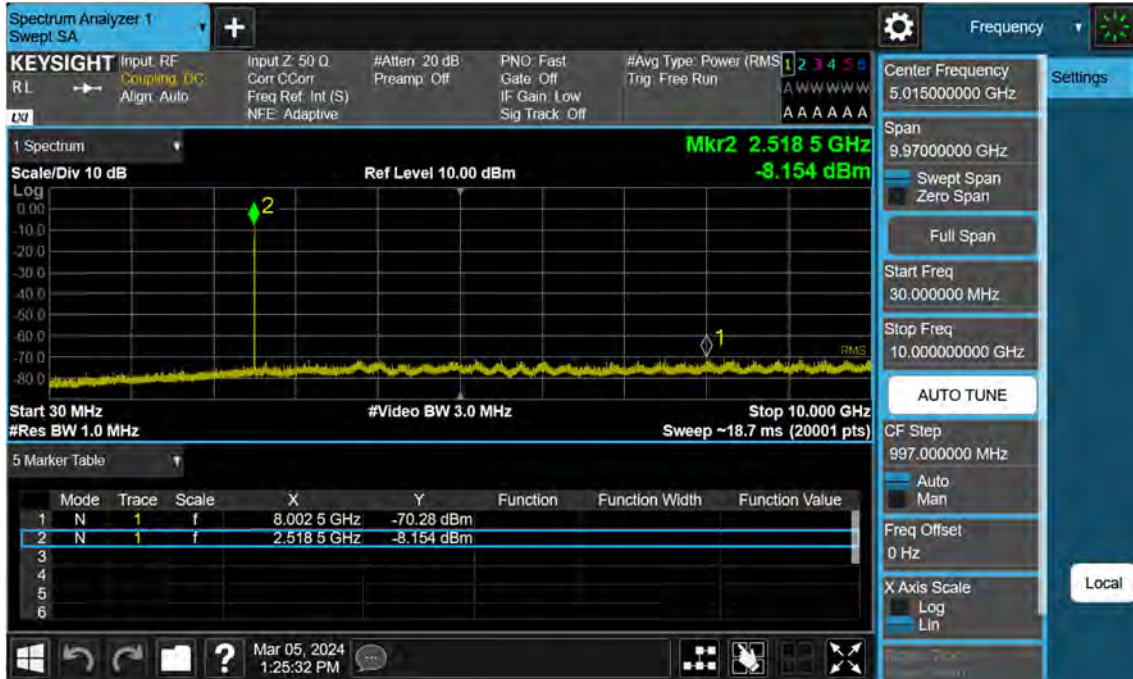 Spectrum Analyzer 1
Swept SA
Frequency
KEYSIGHT
RL
LXI
Input: RF
Coupling: DC
Align: Auto
Input Z: 50 Ω
Corr CCorr
Freq Ref: Int (S)
NFE: Adaptive
#Atten: 20 dB
Preamp: Off
PNO: Fast
Gate: Off
IF Gain: Low
Sig Track: Off
#Avg Type: Power (RMS
Trig: Free Run
1 2 3 4 5 6
A W W W W W
A A A A A A
1 Spectrum
Scale/Div 10 dB
Ref Level 10.00 dBm
Mkr2 2.518 5 GHz
-8.154 dBm
Log
0.00
-10.0
-20.0
-30.0
-40.0
-50.0
-60.0
-70.0
-80.0
2
1
RMS
Start 30 MHz
#Res BW 1.0 MHz
#Video BW 3.0 MHz
Stop 10.000 GHz
Sweep ~18.7 ms (20001 pts)
5 Marker Table
Mode Trace Scale X Y Function Function Width Function Value
1 N 1 f 8.002 5 GHz -70.28 dBm
2 N 1 f 2.518 5 GHz -8.154 dBm
3
4
5
6
Mar 05, 2024
1:25:32 PM
Center Frequency
5.015000000 GHz
Span
9.97000000 GHz
Swept Span
Zero Span
Full Span
Start Freq
30.000000 MHz
Stop Freq
10.000000000 GHz
AUTO TUNE
CF Step
997.000000 MHz
Auto
Man
Freq Offset
0 Hz
X Axis Scale
Log
Lin
Settings
Local